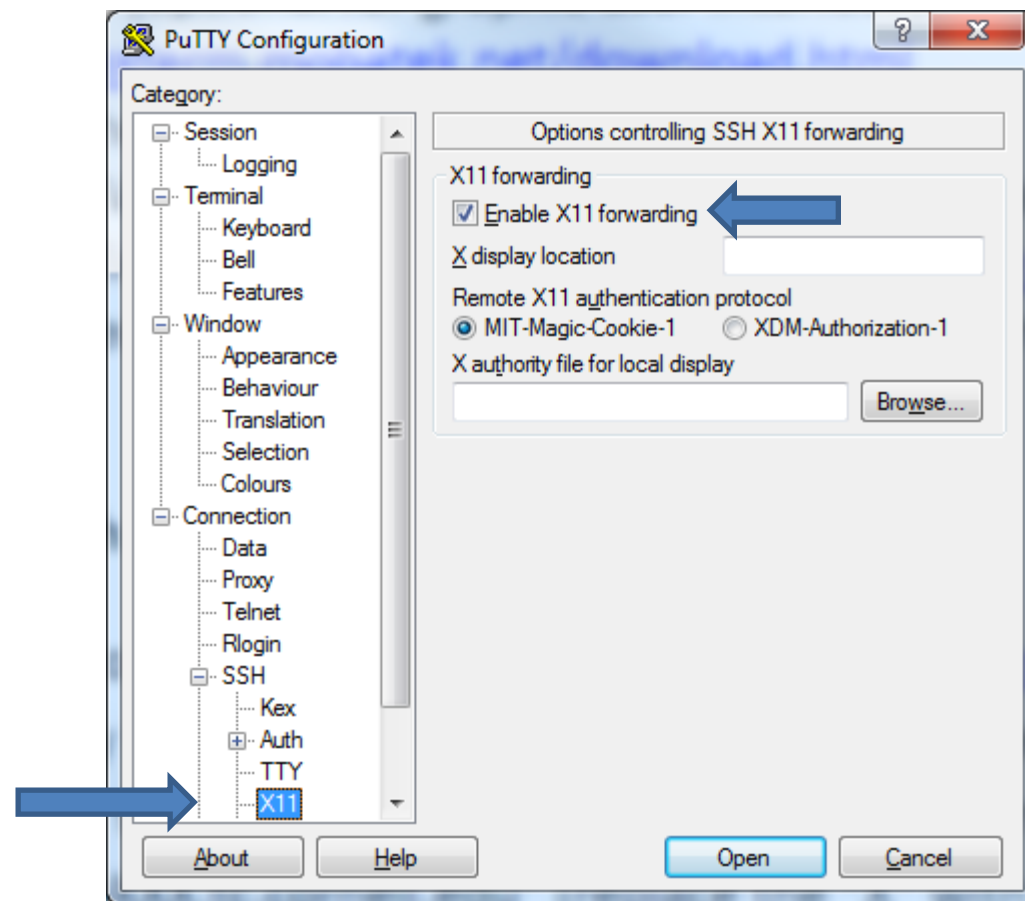 PuTTY Configuration
Category:
Session
Logging
Terminal
Keyboard
Bell
Features
Window
Appearance
Behaviour
Translation
Selection
Colours
Connection
Data
Proxy
Telnet
Rlogin
SSH
Kex
Auth
TTY
X11
Options controlling SSH X11 forwarding
X11 forwarding
Enable X11 forwarding
X display location
Remote X11 authentication protocol
MIT-Magic-Cookie-1 XDM-Authorization-1
X authority file for local display
Browse...
About Help Open Cancel